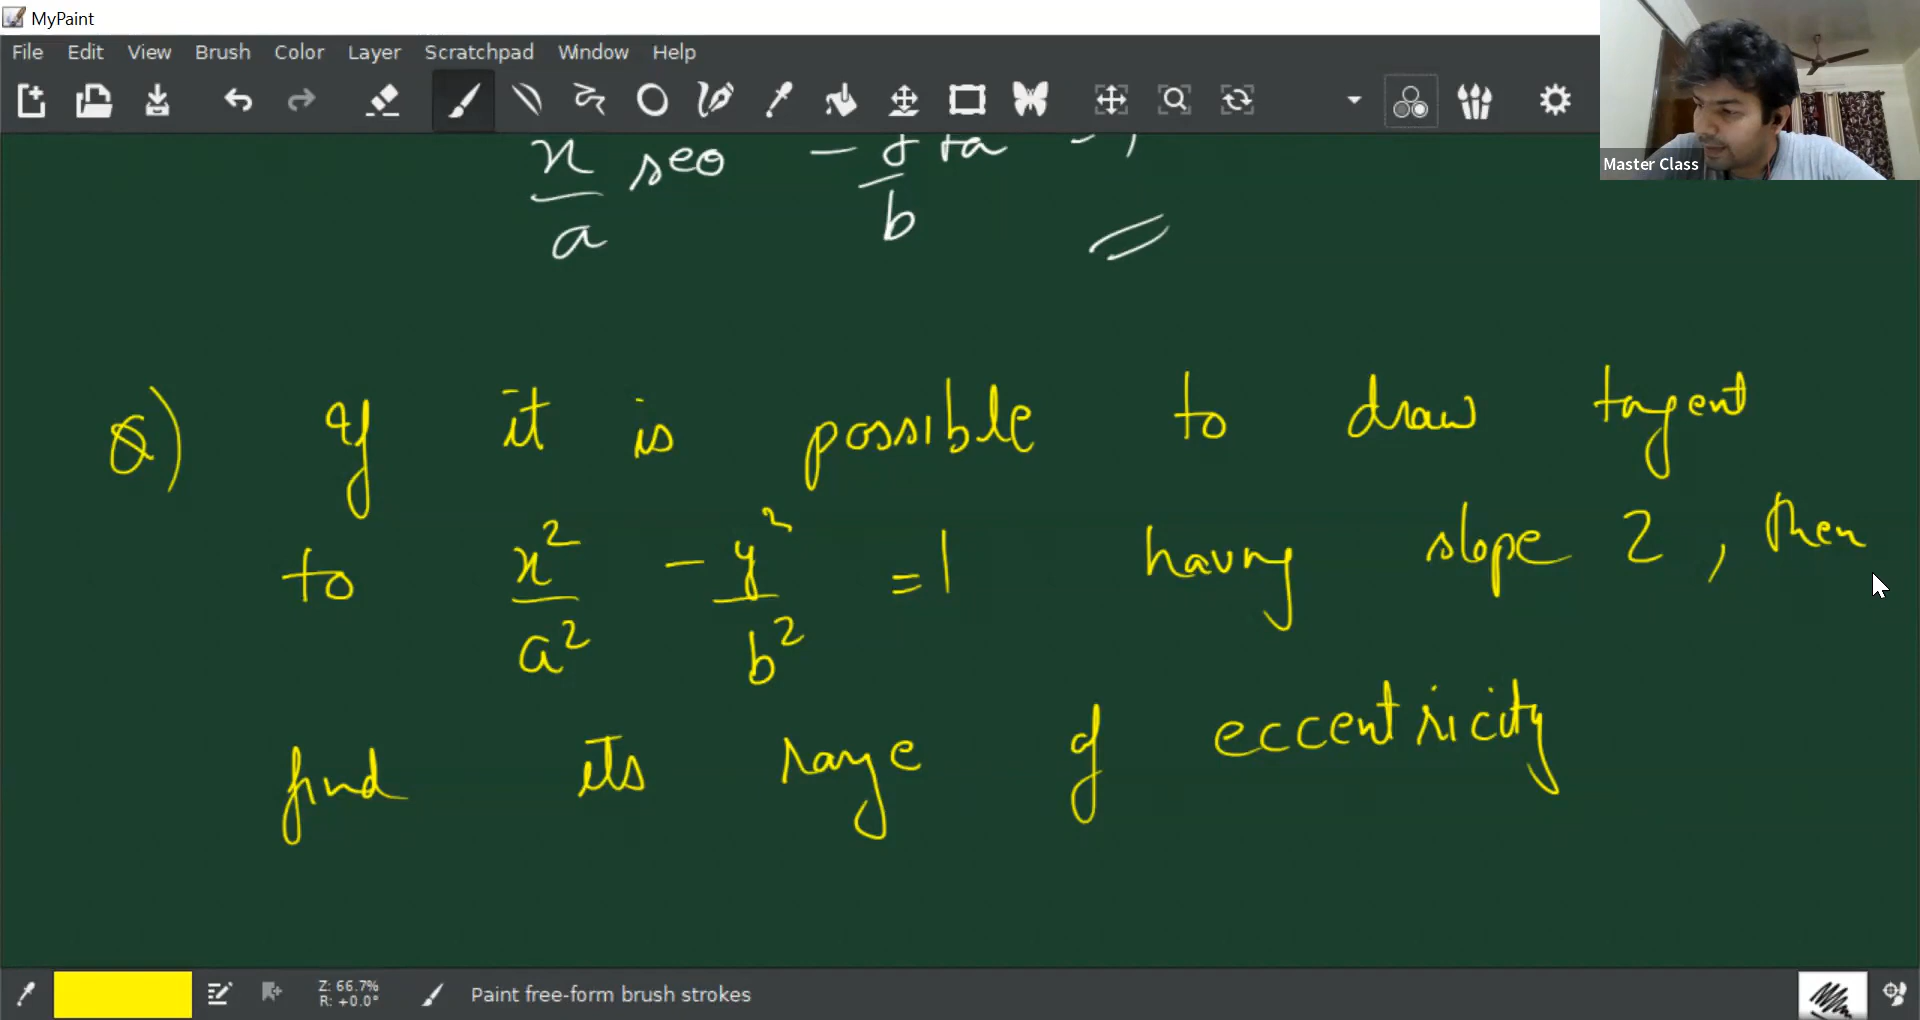 MyPaint
File Edit View Brush Color Layer Scratchpad Window Help
Master Class
x/a secθ - y/b
Q) If it is possible to draw tangent
to x²/a² - y²/b² = 1 having slope 2, then
find its range of eccentricity
Z: 66.7%
R: +0.0°
Paint free-form brush strokes